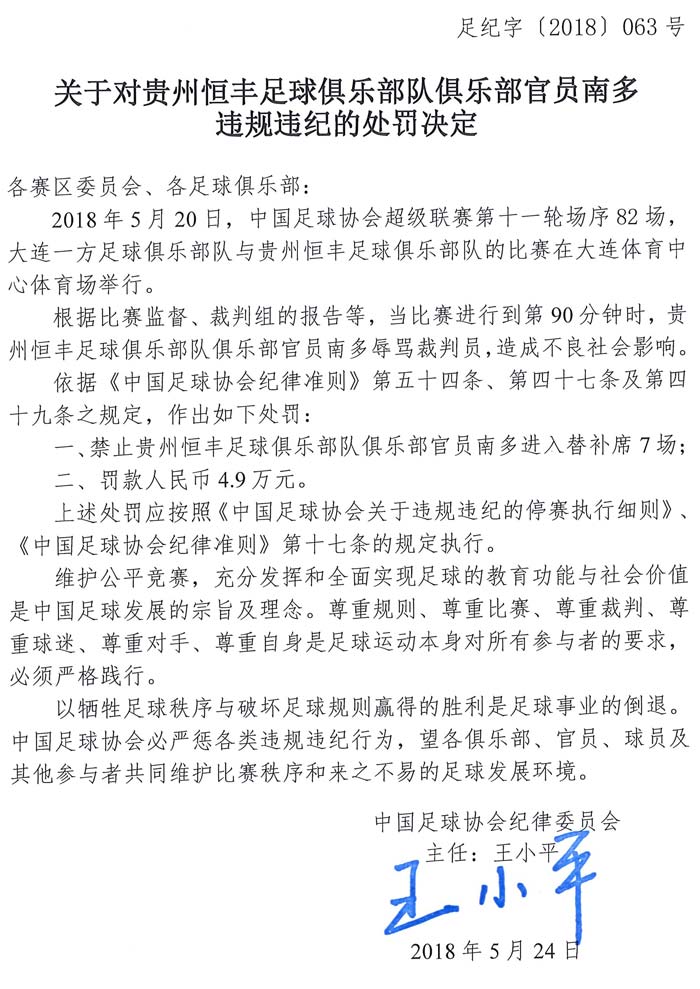 足纪字〔2018〕063号
关于对贵州恒丰足球俱乐部队俱乐部官员南多
违规违纪的处罚决定
各赛区委员会、各足球俱乐部：
2018年5月20日，中国足球协会超级联赛第十一轮场序82场，
大连一方足球俱乐部队与贵州恒丰足球俱乐部队的比赛在大连体育中
心体育场举行。
根据比赛监督、裁判组的报告等，当比赛进行到第90分钟时，贵
州恒丰足球俱乐部队俱乐部官员南多辱骂裁判员，造成不良社会影响。
依据《中国足球协会纪律准则》第五十四条、第四十七条及第四
十九条之规定，作出如下处罚：
一、禁止贵州恒丰足球俱乐部队俱乐部官员南多进入替补席7场；
二、罚款人民币4.9万元。
上述处罚应按照《中国足球协会关于违规违纪的停赛执行细则》、
《中国足球协会纪律准则》第十七条的规定执行。
维护公平竞赛，充分发挥和全面实现足球的教育功能与社会价值
是中国足球发展的宗旨及理念。尊重规则、尊重比赛、尊重裁判、尊
重球迷、尊重对手、尊重自身是足球运动本身对所有参与者的要求，
必须严格践行。
以牺牲足球秩序与破坏足球规则赢得的胜利是足球事业的倒退。
中国足球协会必严惩各类违规违纪行为，望各俱乐部、官员、球员及
其他参与者共同维护比赛秩序和来之不易的足球发展环境。
中国足球协会纪律委员会
主任：王小平
王小平
2018年5月24日